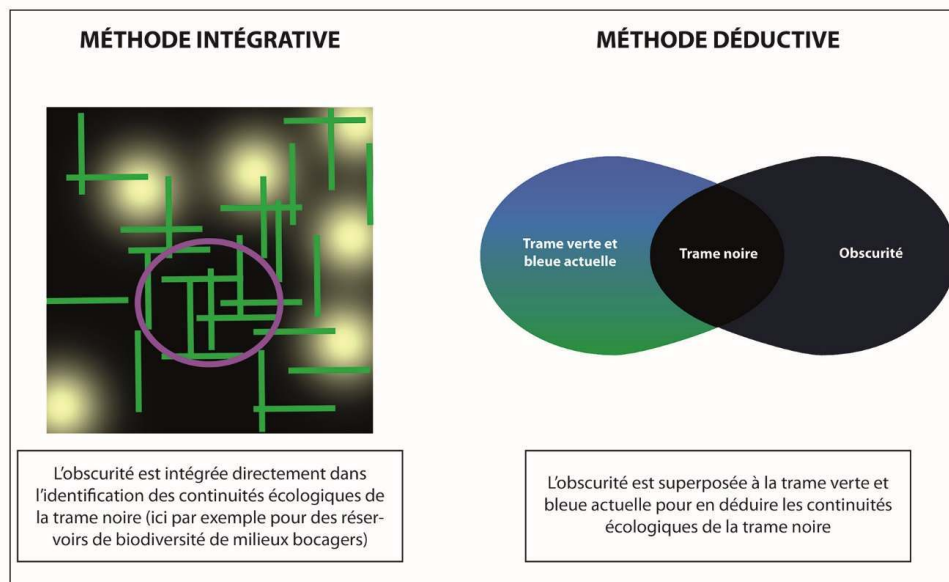 MÉTHODE INTÉGRATIVE
L'obscurité est intégrée directement dans
l'identification des continuités écologiques de
la trame noire (ici par exemple pour des réser-
voirs de biodiversité de milieux bocagers)
MÉTHODE DÉDUCTIVE
Trame verte et
bleue actuelle
Trame noire
Obscurité
L'obscurité est superposée à la trame verte et
bleue actuelle pour en déduire les continuités
écologiques de la trame noire